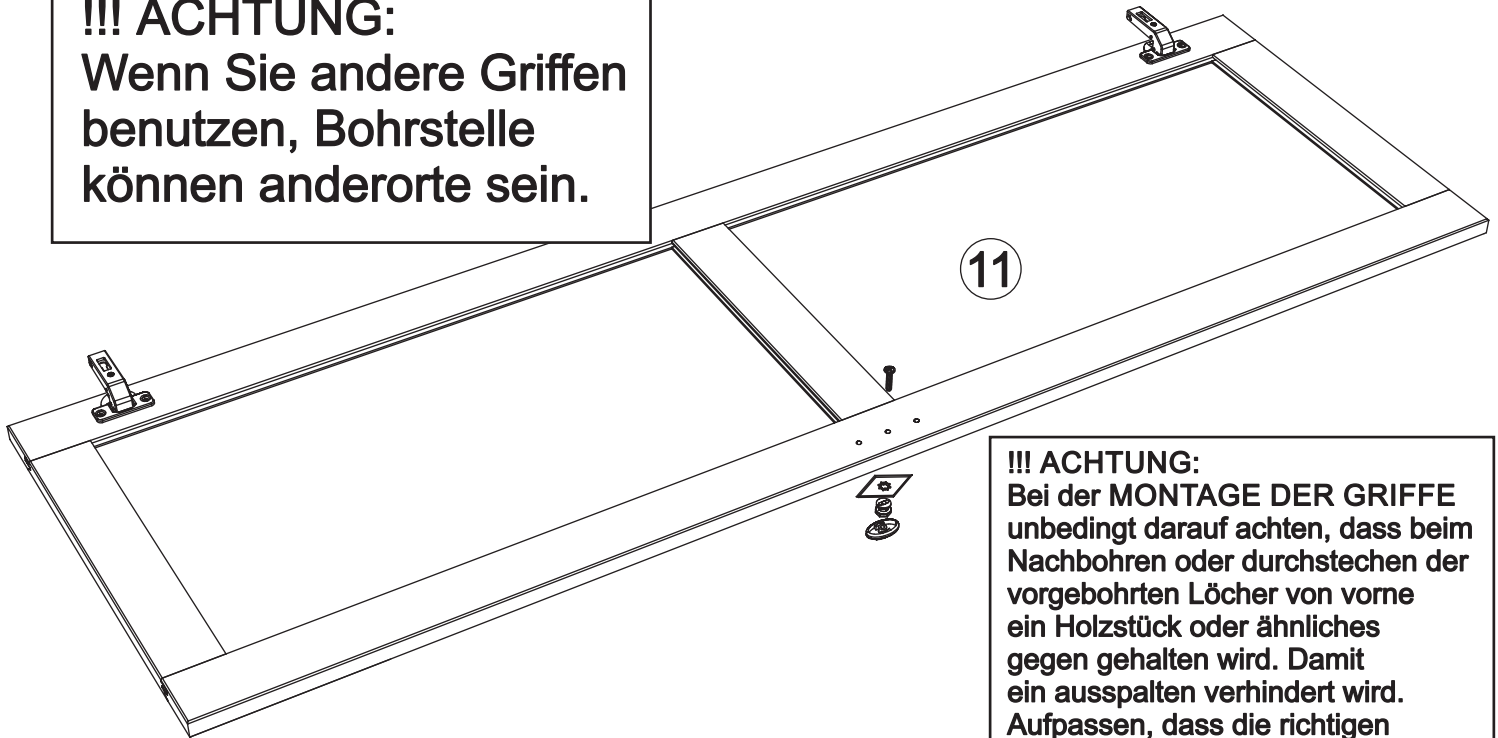 !!! ACHTUNG:
Wenn Sie andere Griffen
benutzen, Bohrstelle
können anderorte sein.
11
!!! ACHTUNG:
Bei der MONTAGE DER GRIFFE
unbedingt darauf achten, dass beim
Nachbohren oder durchstechen der
vorgebohrten Löcher von vorne
ein Holzstück oder ähnliches
gegen gehalten wird. Damit
ein ausspalten verhindert wird.
Aufpassen, dass die richtigen